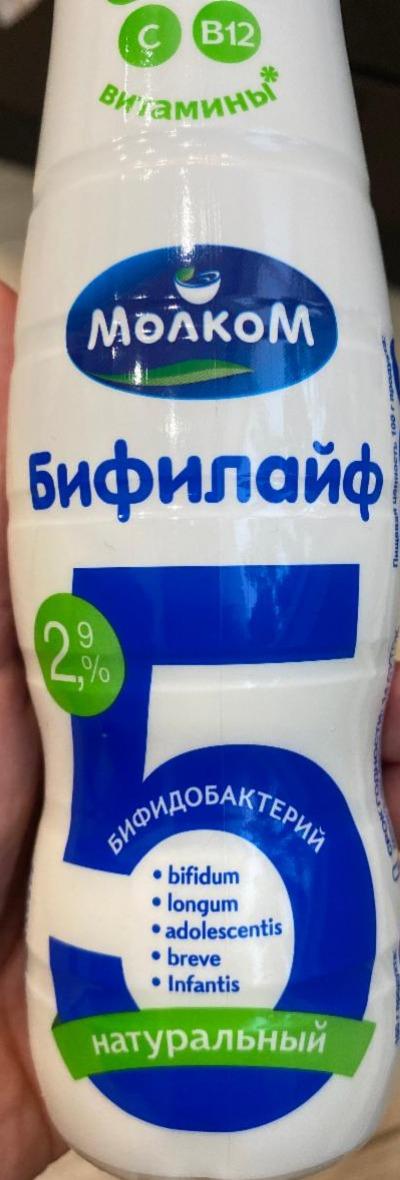 C B12
витамины*
МОЛКОМ
Бифилайф
5
2,9%
БИФИДОБАКТЕРИЙ
• bifidum
• longum
• adolescentis
• breve
• Infantis
натуральный